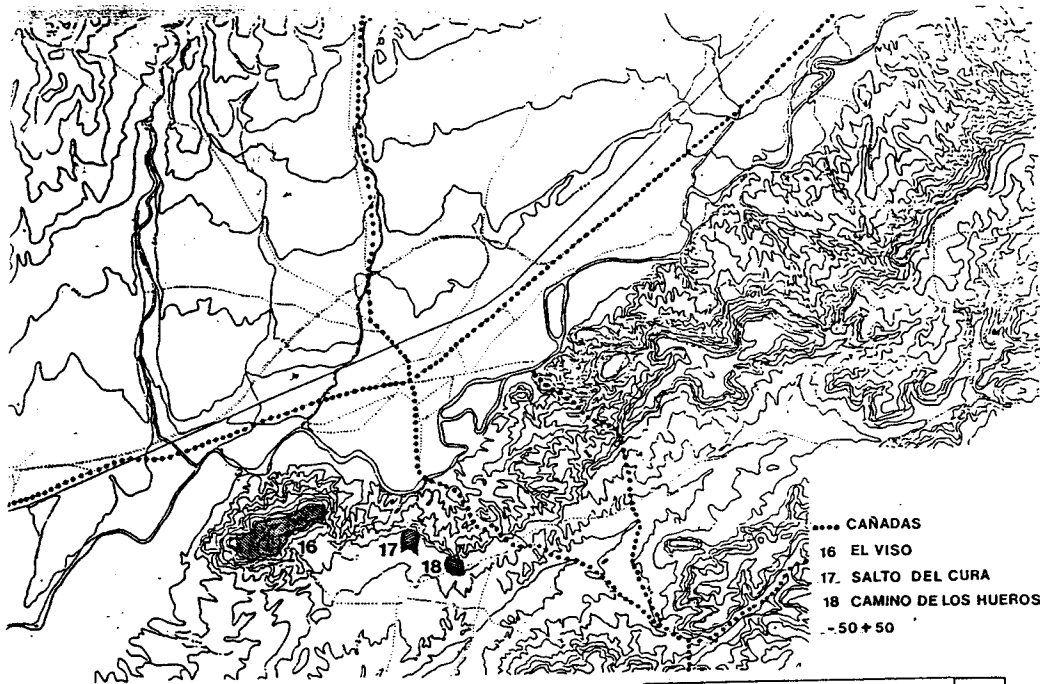 16
17
18
CAÑADAS
16 EL VISO
17 SALTO DEL CURA
18 CAMINO DE LOS HUEROS
-50+50